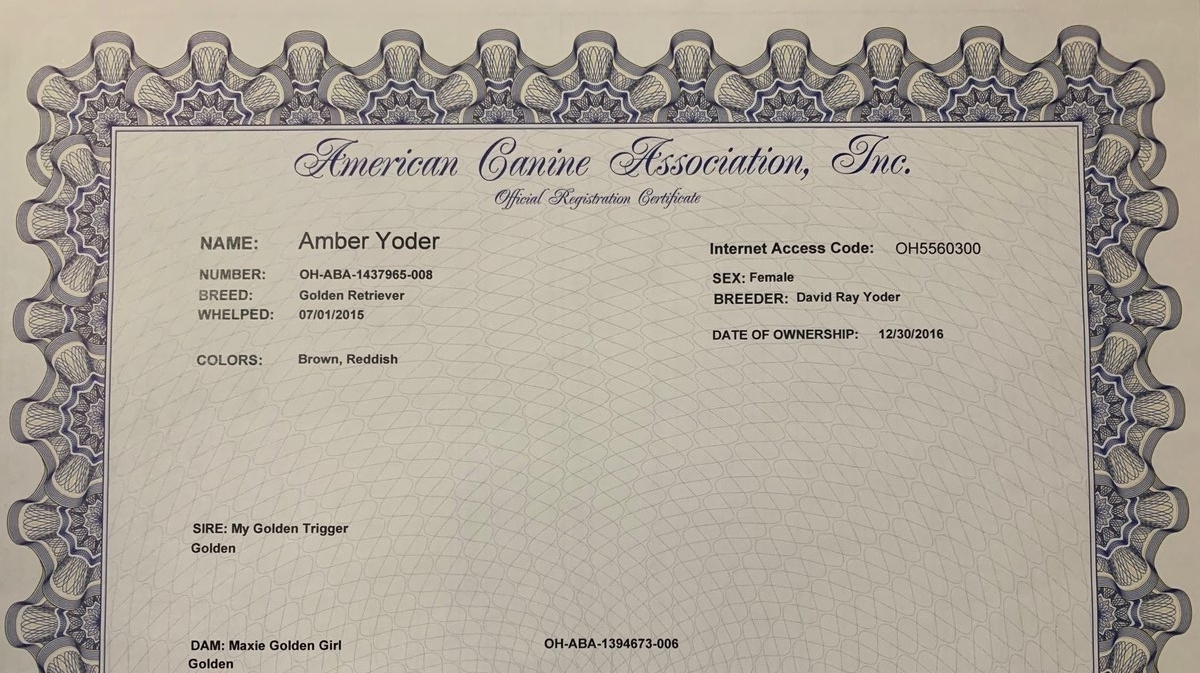 American Canine Association, Inc.
Official Registration Certificate
NAME: Amber Yoder
Internet Access Code: OH5560300
NUMBER: OH-ABA-1437965-008
SEX: Female
BREED: Golden Retriever
BREEDER: David Ray Yoder
WHELPED: 07/01/2015
DATE OF OWNERSHIP: 12/30/2016
COLORS: Brown, Reddish
SIRE: My Golden Trigger
Golden
DAM: Maxie Golden Girl OH-ABA-1394673-006
Golden